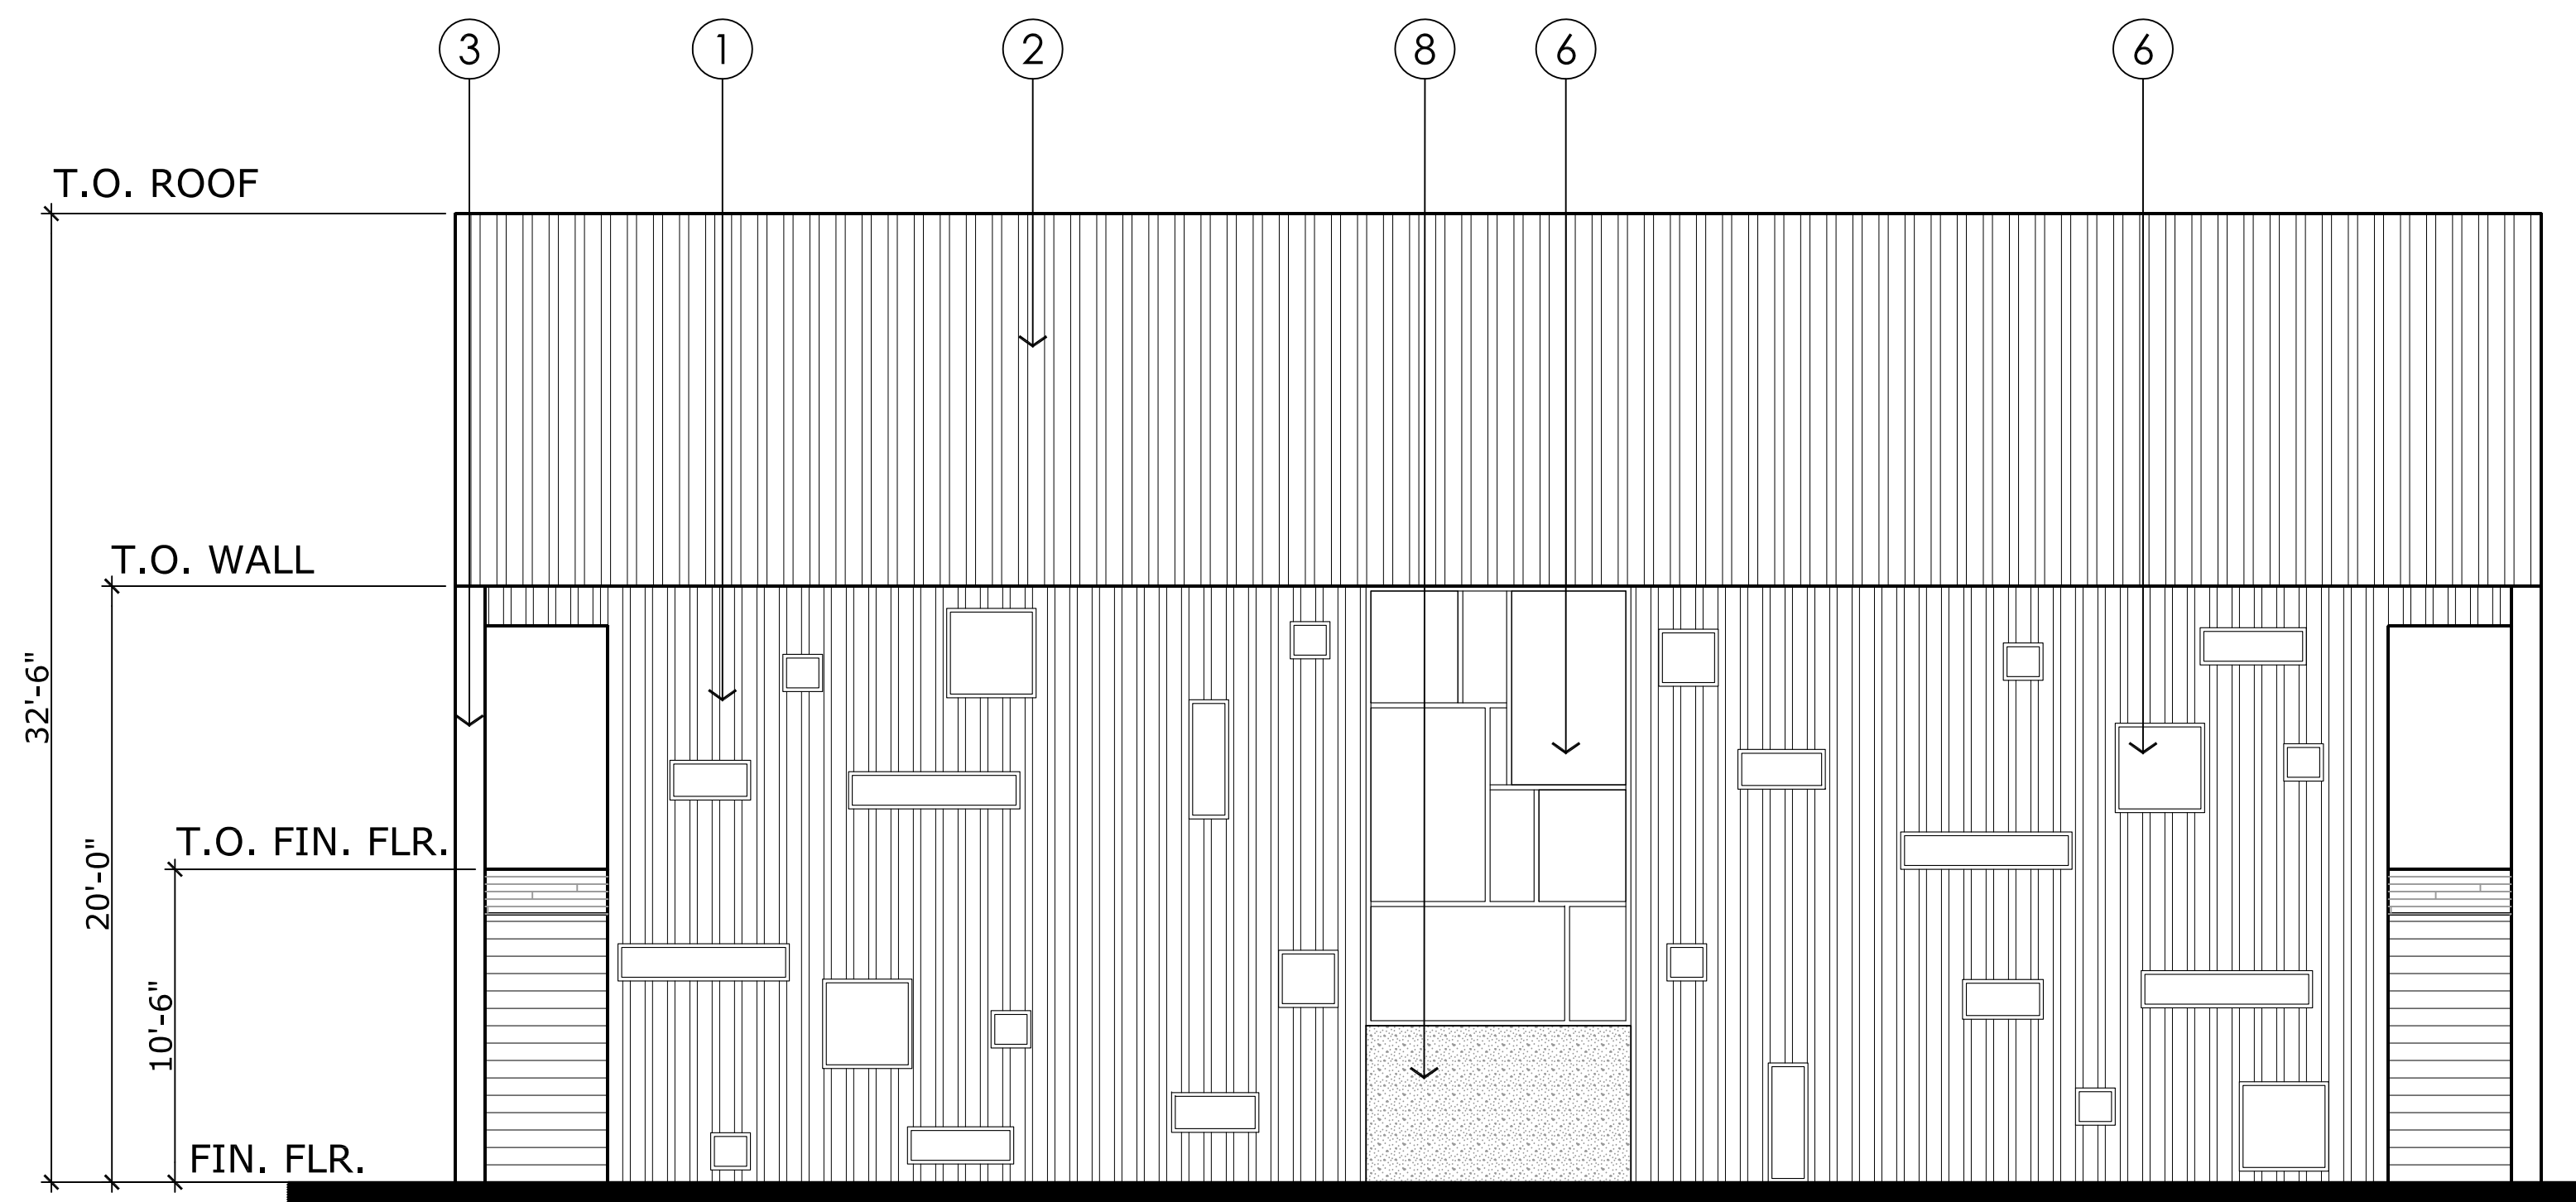 3 1 2 8 6 6
T.O. ROOF
T.O. WALL
32'-6"
T.O. FIN. FLR.
20'-0"
10'-6"
FIN. FLR.